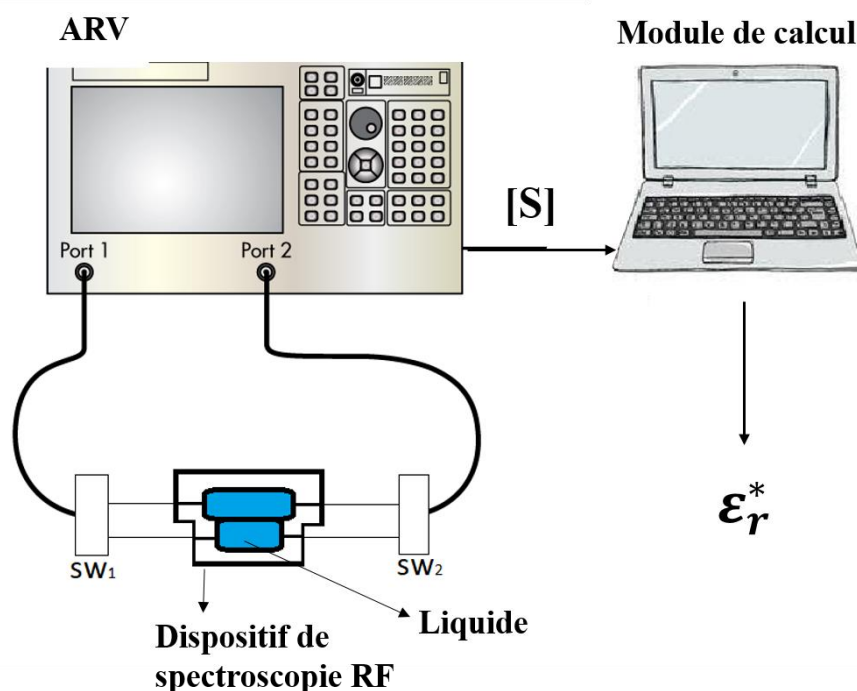 ARV
Module de calcul
[S]
Port 1
Port 2
SW₁
SW₂
ε*ᵣ
Liquide
Dispositif de
spectroscopie RF